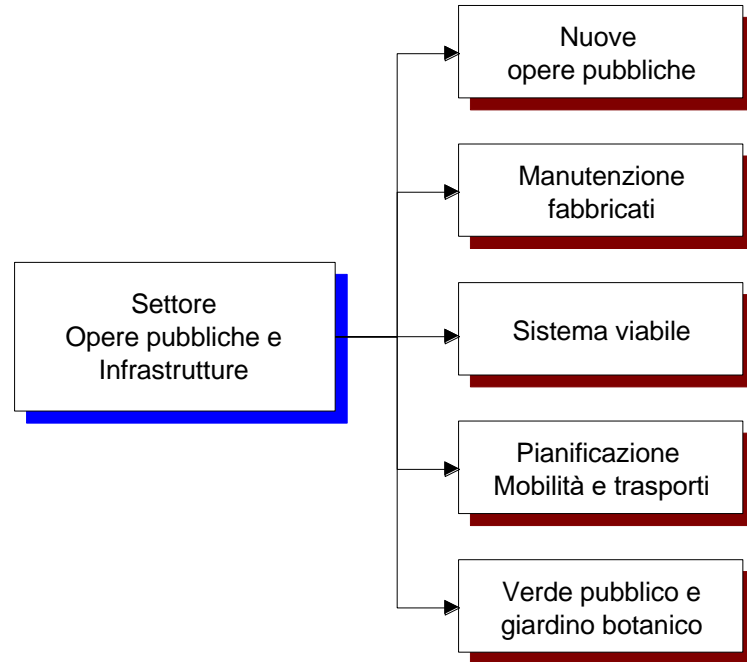 Nuove
opere pubbliche
Manutenzione
fabbricati
Settore
Opere pubbliche e
Infrastrutture
Sistema viabile
Pianificazione
Mobilità e trasporti
Verde pubblico e
giardino botanico